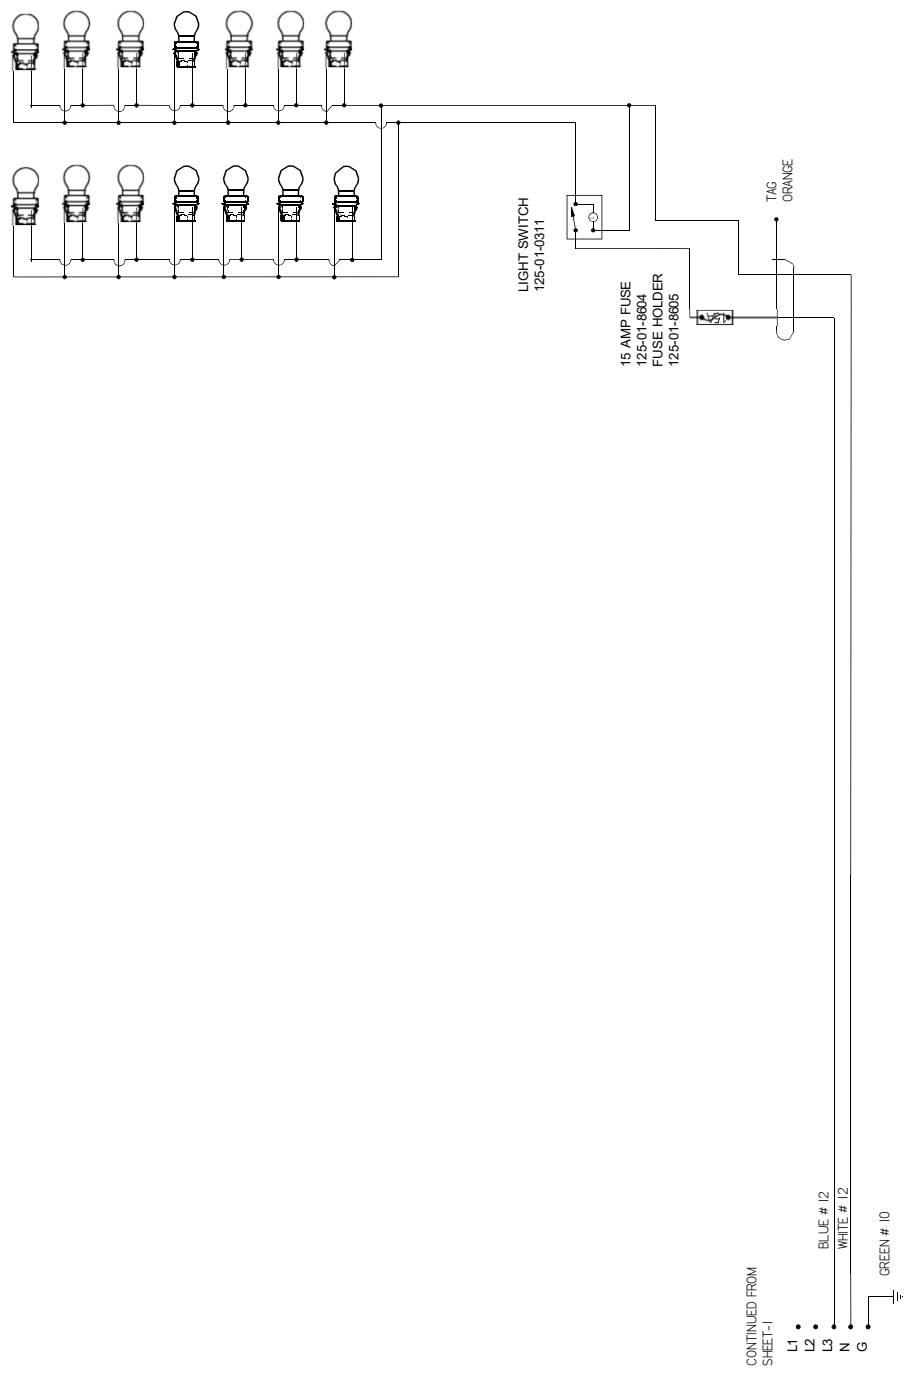 TAG
ORANGE
LIGHT SWITCH
125-01-0311
15 AMP FUSE
125-01-8604
FUSE HOLDER
125-01-8605
15A
BLUE # 12
WHITE # 12
GREEN # 10
CONTINUED FROM
SHEET-1
L1
L2
L3
N
G